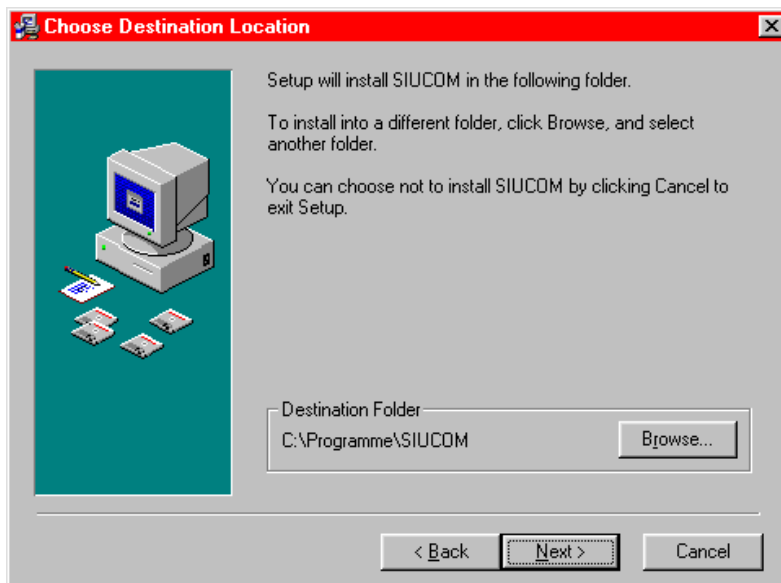 Choose Destination Location
Setup will install SIUCOM in the following folder.
To install into a different folder, click Browse, and select
another folder.
You can choose not to install SIUCOM by clicking Cancel to
exit Setup.
Destination Folder
C:\Programme\SIUCOM
Browse...
< Back
Next >
Cancel